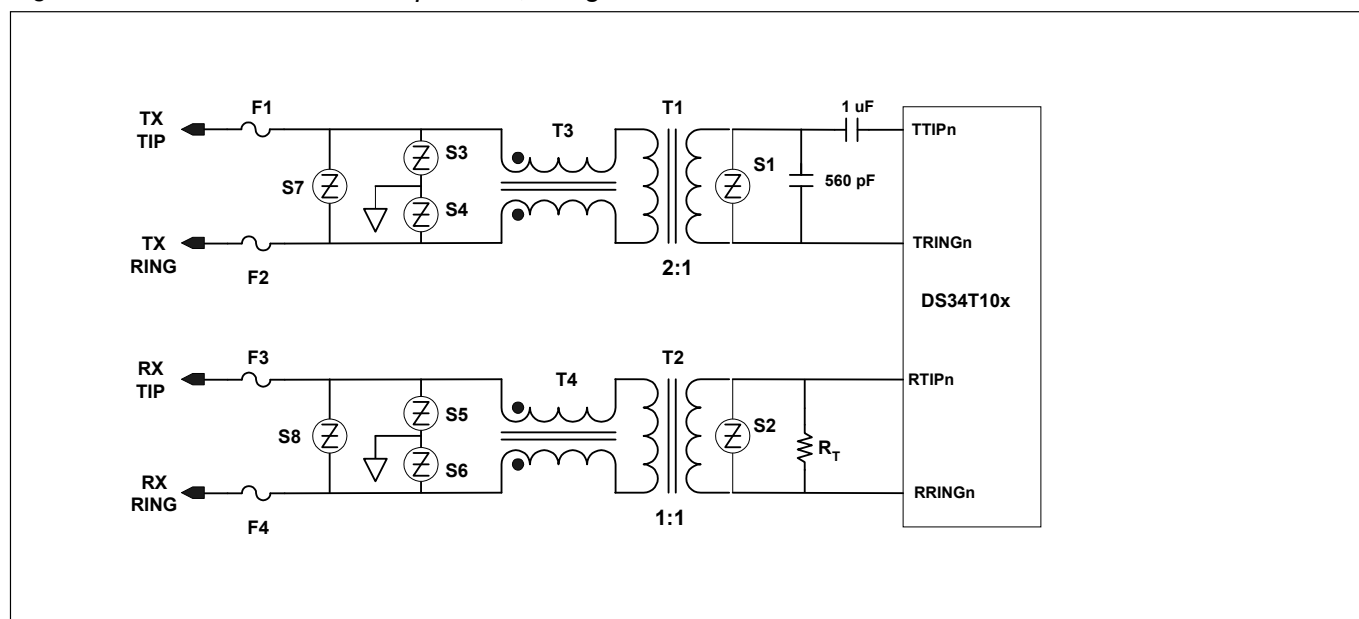 TX
TIP
F1
S7
S3
S4
T3
T1
2:1
S1
1 uF
560 pF
TTIPn
TX
RING
F2
TRINGn
DS34T10x
RX
TIP
F3
S8
S5
S6
T4
T2
1:1
S2
RT
RTIPn
RX
RING
F4
RRINGn